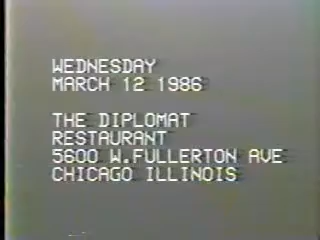 WEDNESDAY
MARCH 12 1986
THE DIPLOMAT
RESTAURANT
5600 W.FULLERTON AVE
CHICAGO ILLINOIS